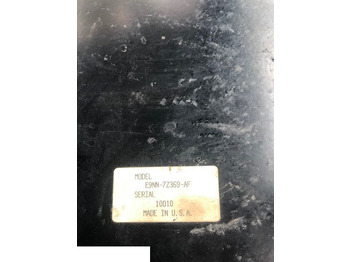 MODEL
E9NN-7Z369-AF
SERIAL
10010
MADE IN U.S.A.